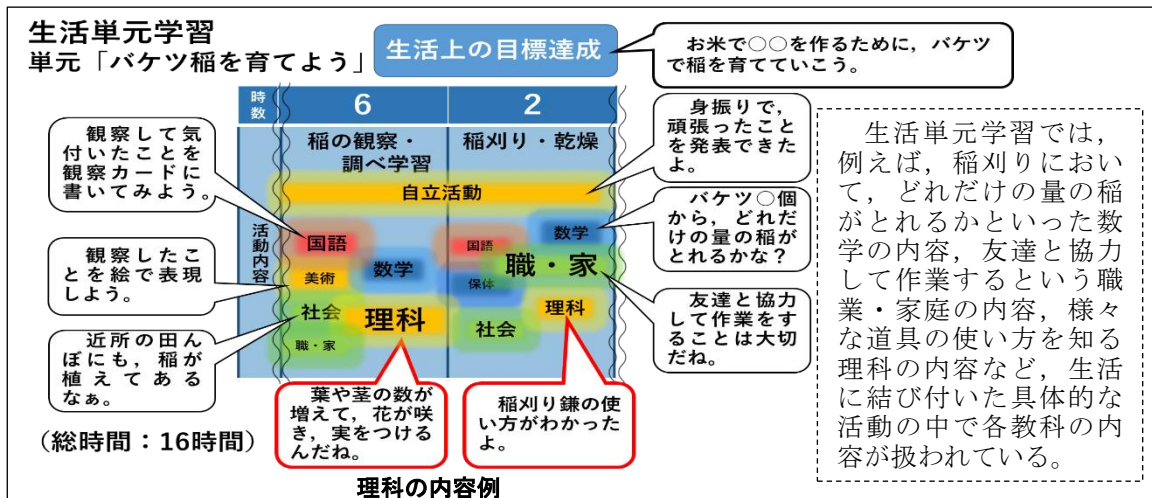 生活単元学習
単元「バケツ稲を育てよう」
生活上の目標達成
お米で○○を作るために，バケツ
で稲を育てていこう。
時数
6
2
稲の観察・
調べ学習
稲刈り・乾燥
自立活動
活動内容
国語
美術
数学
社会
理科
職・家
国語
数学
保体
職・家
社会
理科
観察して気
付いたことを
観察カードに
書いてみよう。
観察したこ
とを絵で表現
しよう。
近所の田ん
ぼにも，稲が
植えてある
なぁ。
身振りで，
頑張ったこと
を発表できた
よ。
バケツ○個
から，どれだ
けの量の稲が
とれるかな？
友達と協力
して作業をす
ることは大切
だね。
葉や茎の数が
増えて，花が咲
き，実をつける
んだね。
稲刈り鎌の使
い方がわかった
よ。
（総時間：16時間）
理科の内容例
生活単元学習では，
例えば，稲刈りにおい
て，どれだけの量の稲
がとれるかといった数
学の内容，友達と協力
して作業するという職
業・家庭の内容，様々
な道具の使い方を知る
理科の内容など，生活
に結び付いた具体的な
活動の中で各教科の内
容が扱われている。